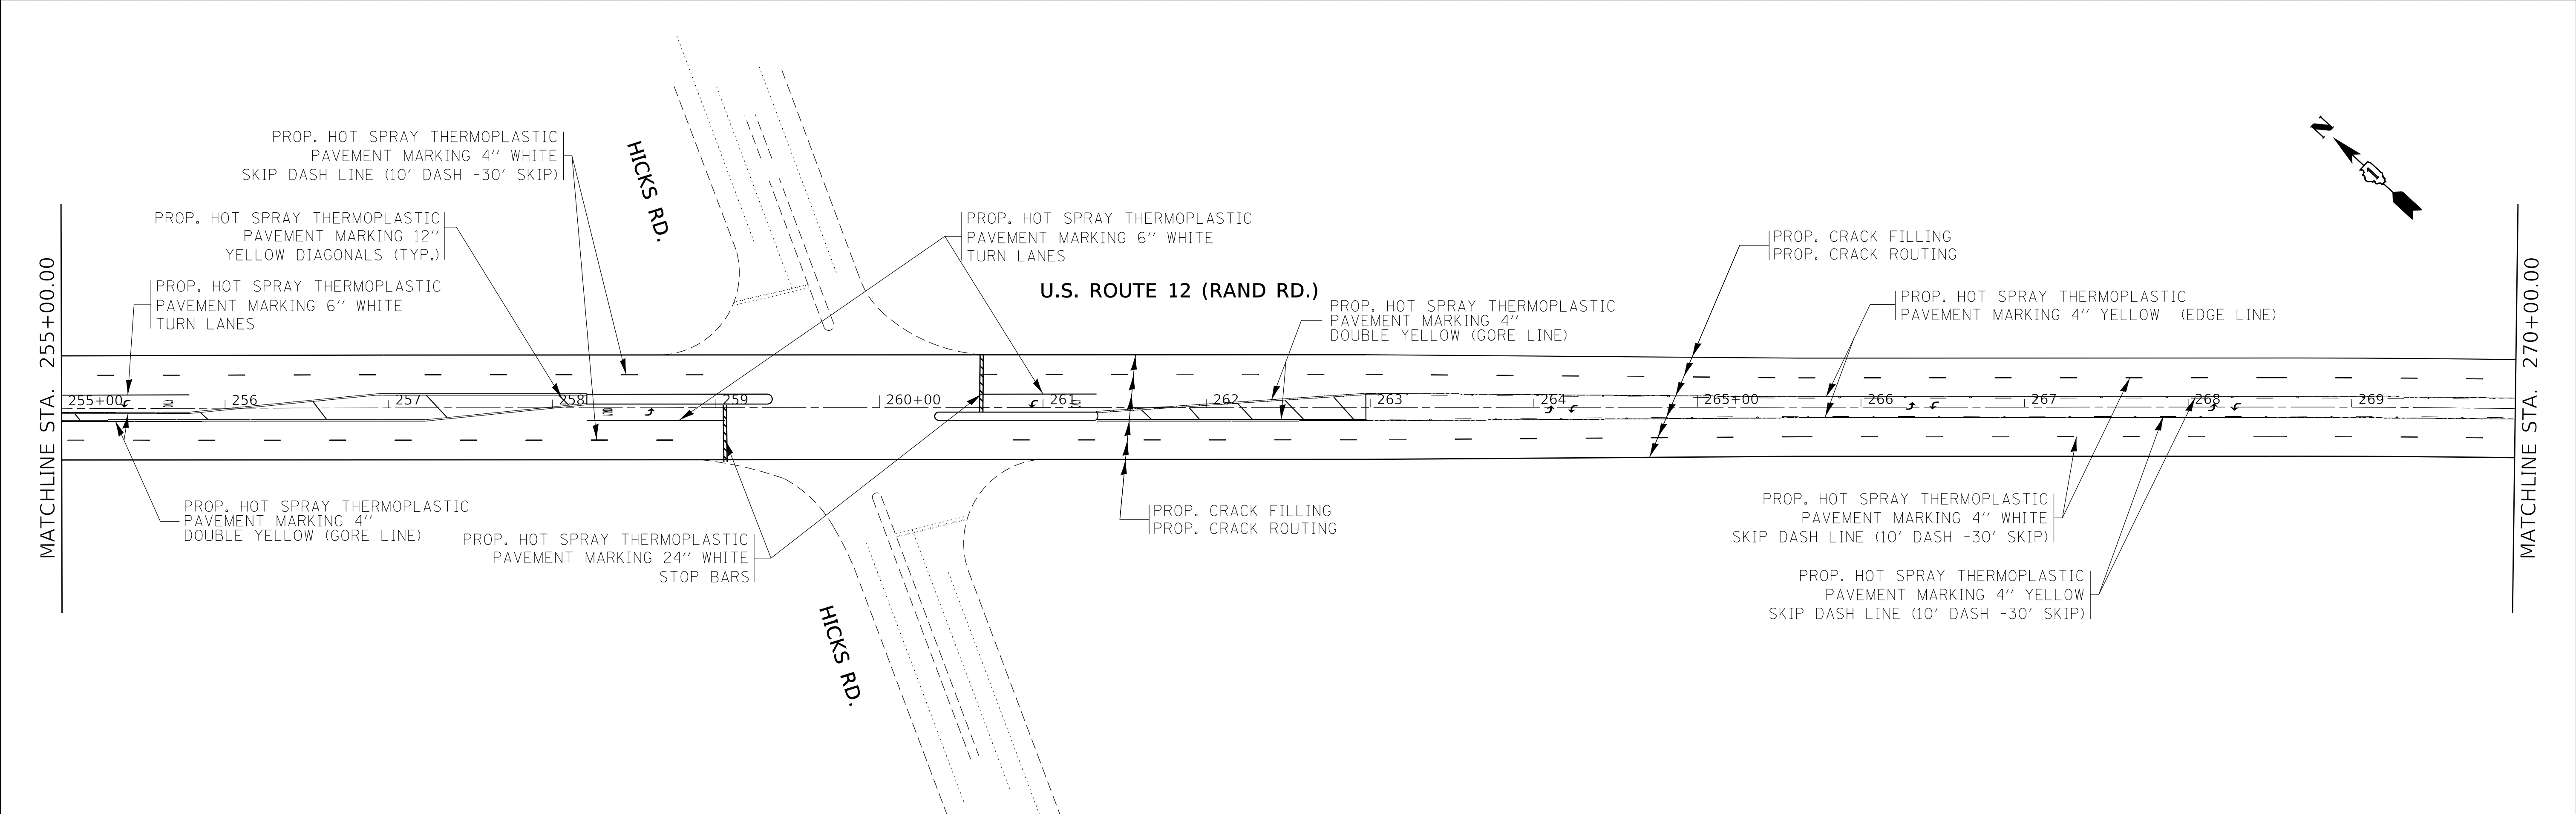 PROP. HOT SPRAY THERMOPLASTIC
PAVEMENT MARKING 4'' WHITE
SKIP DASH LINE (10' DASH -30' SKIP)
PROP. HOT SPRAY THERMOPLASTIC
PAVEMENT MARKING 12''
YELLOW DIAGONALS (TYP.)
PROP. HOT SPRAY THERMOPLASTIC
PAVEMENT MARKING 6'' WHITE
TURN LANES
HICKS RD.
PROP. HOT SPRAY THERMOPLASTIC
PAVEMENT MARKING 6'' WHITE
TURN LANES
U.S. ROUTE 12 (RAND RD.)
PROP. HOT SPRAY THERMOPLASTIC
PAVEMENT MARKING 4''
DOUBLE YELLOW (GORE LINE)
PROP. CRACK FILLING
PROP. CRACK ROUTING
PROP. HOT SPRAY THERMOPLASTIC
PAVEMENT MARKING 4'' YELLOW (EDGE LINE)
N
1
MATCHLINE STA. 255+00.00
255+00
256
257
258
259
260+00
261
262
263
264
265+00
266
267
268
269
MATCHLINE STA. 270+00.00
PROP. HOT SPRAY THERMOPLASTIC
PAVEMENT MARKING 4''
DOUBLE YELLOW (GORE LINE)
PROP. HOT SPRAY THERMOPLASTIC
PAVEMENT MARKING 24'' WHITE
STOP BARS
HICKS RD.
PROP. CRACK FILLING
PROP. CRACK ROUTING
PROP. HOT SPRAY THERMOPLASTIC
PAVEMENT MARKING 4'' WHITE
SKIP DASH LINE (10' DASH -30' SKIP)
PROP. HOT SPRAY THERMOPLASTIC
PAVEMENT MARKING 4'' YELLOW
SKIP DASH LINE (10' DASH -30' SKIP)